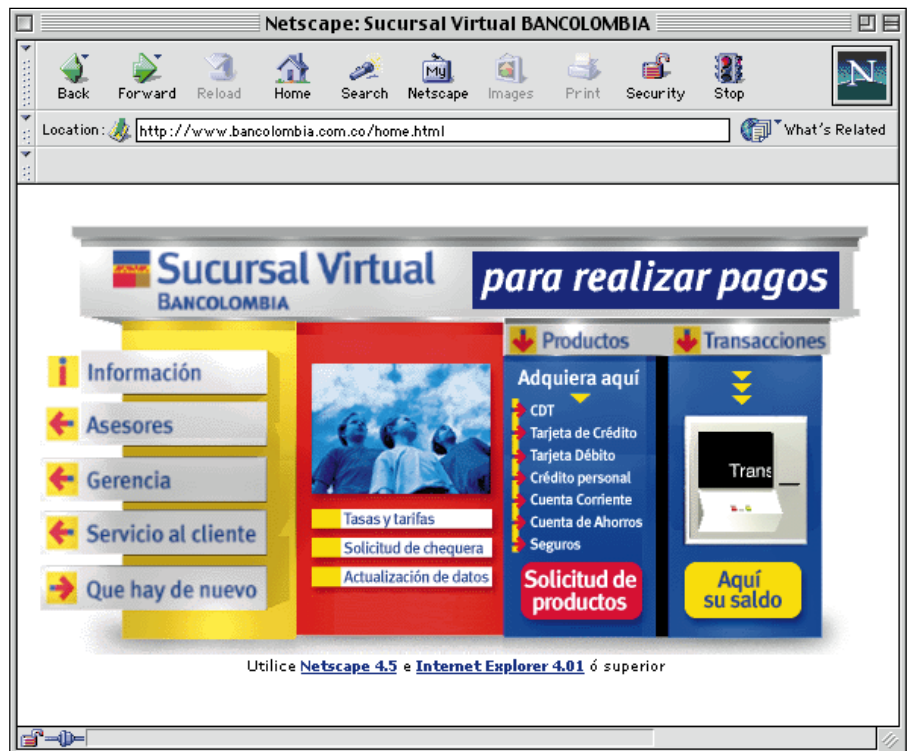 Netscape: Sucursal Virtual BANCOLOMBIA
Back Forward Reload Home Search Netscape Images Print Security Stop
My
N
Location: http://www.bancolombia.com.co/home.html What's Related
Sucursal Virtual
BANCOLOMBIA
para realizar pagos
i Información
Asesores
Gerencia
Servicio al cliente
Que hay de nuevo
Tasas y tarifas
Solicitud de chequera
Actualización de datos
Productos
Adquiera aquí
CDT
Tarjeta de Crédito
Tarjeta Débito
Crédito personal
Cuenta Corriente
Cuenta de Ahorros
Seguros
Solicitud de
productos
Transacciones
Trans
Aquí
su saldo
Utilice Netscape 4.5 e Internet Explorer 4.01 ó superior